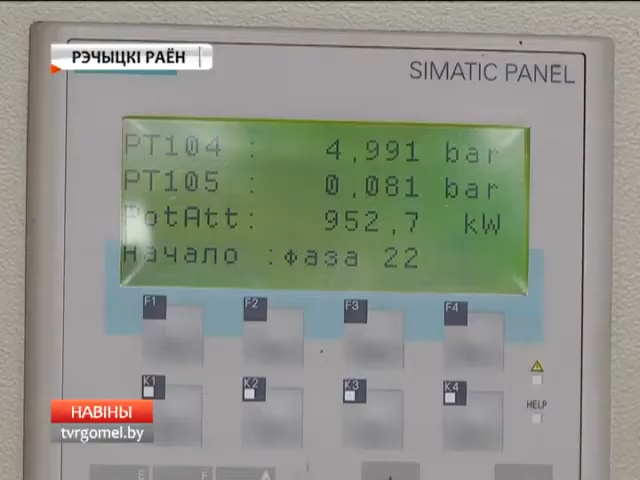 РЭЧЫЦКІ РАЁН
SIMATIC PANEL
PT104 : 4,991 bar
PT105 : 0,081 bar
PotAtt: 952,7 kW
начало :фаза 22
F1 F2 F3 F4
K1 K2 K3 K4
HELP
НАВІНЫ
tvrgomel.by